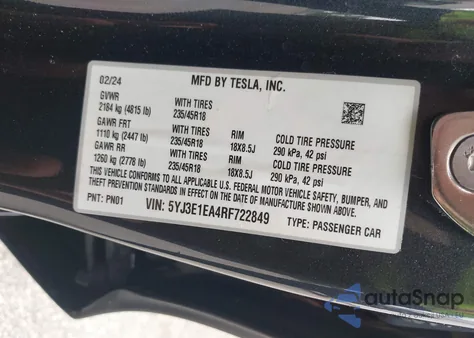 02/24 MFD BY TESLA, INC.
GVWR
2184 kg (4815 lb) WITH TIRES
GAWR FRT 235/45R18 RIM COLD TIRE PRESSURE
1110 kg (2447 lb) WITH TIRES 18X8.5J 290 kPa, 42 psi
GAWR RR 235/45R18 RIM COLD TIRE PRESSURE
1260 kg (2778 lb) 18X8.5J 290 kPa, 42 psi
THIS VEHICLE CONFORMS TO ALL APPLICABLE U.S. FEDERAL MOTOR VEHICLE SAFETY, BUMPER, AND
THEFT PREVENTION STANDARDS IN EFFECT ON THE DATE OF MANUFACTURE SHOWN ABOVE.
PNT: PN01 VIN: 5YJ3E1EA4RF722849 TYPE: PASSENGER CAR
autoSnap